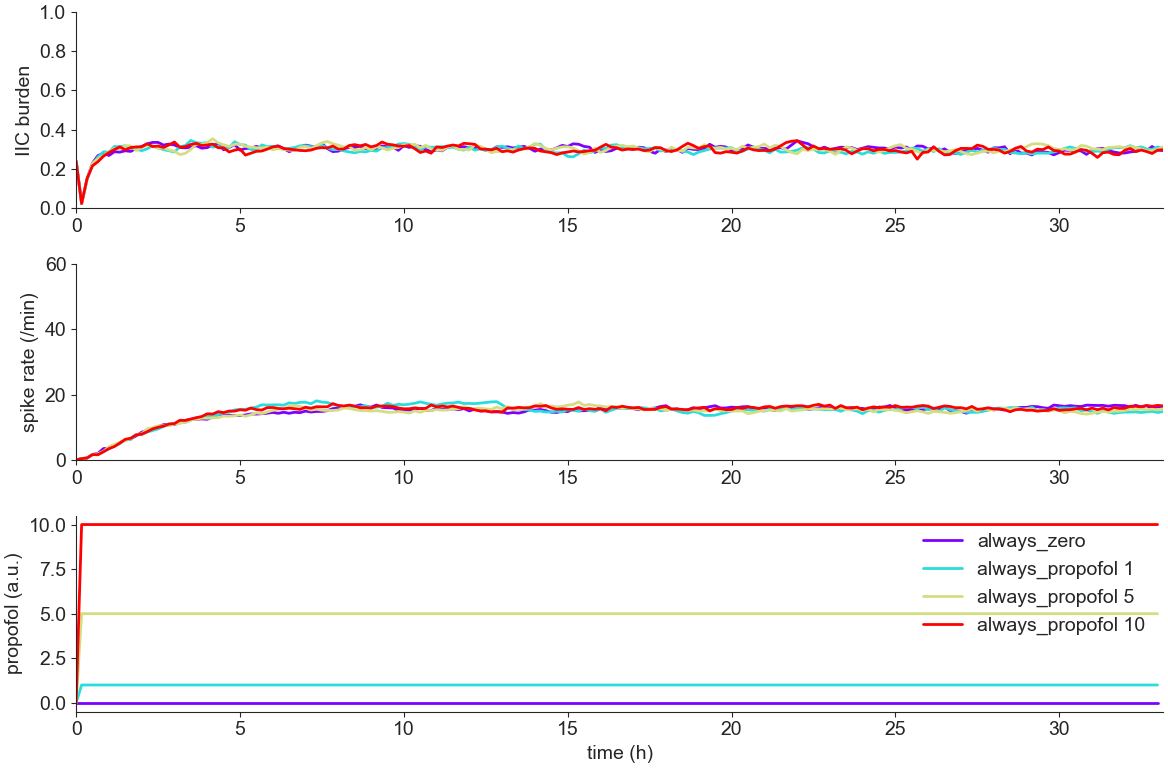 1.0
0.8
0.6
0.4
0.2
0.0
IIC burden
0 5 10 15 20 25 30
60
40
20
0
spike rate (/min)
0 5 10 15 20 25 30
10.0
7.5
5.0
2.5
0.0
propofol (a.u.)
always_zero
always_propofol 1
always_propofol 5
always_propofol 10
0 5 10 15 20 25 30
time (h)